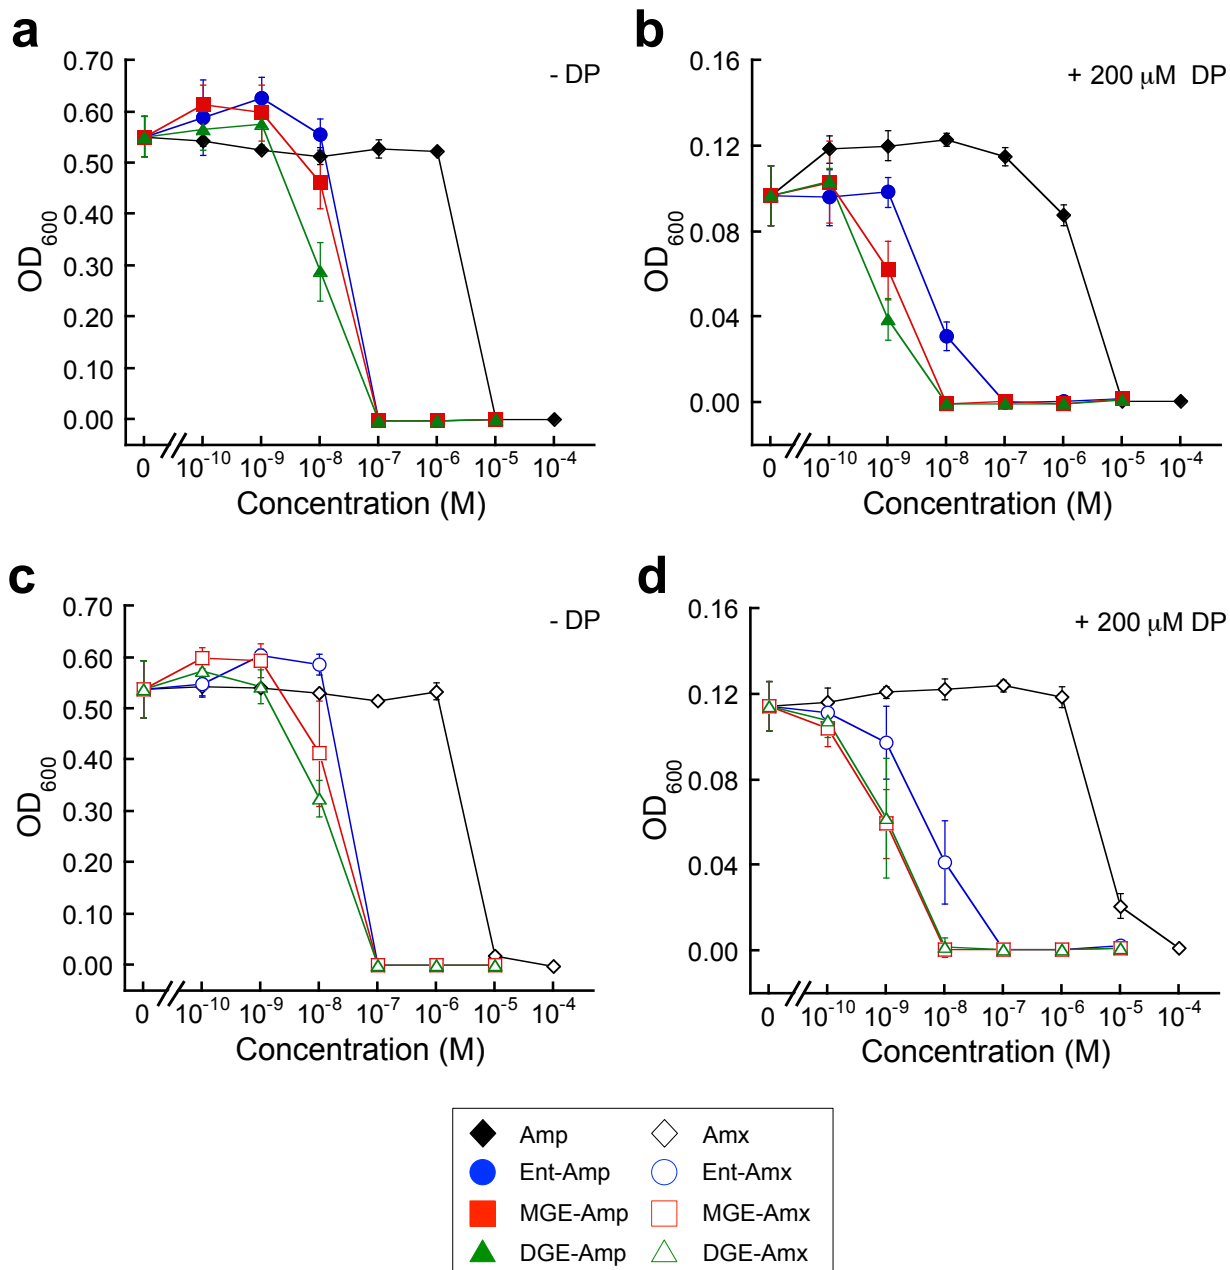 a
- DP
0.70
0.60
0.50
0.40
0.30
0.20
0.10
0.00
OD600
0 10-10 10-9 10-8 10-7 10-6 10-5 10-4
Concentration (M)
b
+ 200 μM DP
0.16
0.12
0.08
0.04
0.00
OD600
0 10-10 10-9 10-8 10-7 10-6 10-5 10-4
Concentration (M)
c
- DP
0.70
0.60
0.50
0.40
0.30
0.20
0.10
0.00
OD600
0 10-10 10-9 10-8 10-7 10-6 10-5 10-4
Concentration (M)
d
+ 200 μM DP
0.16
0.12
0.08
0.04
0.00
OD600
0 10-10 10-9 10-8 10-7 10-6 10-5 10-4
Concentration (M)
Amp Amx
Ent-Amp Ent-Amx
MGE-Amp MGE-Amx
DGE-Amp DGE-Amx